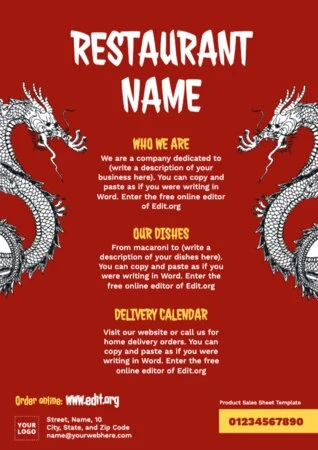 RESTAURANT
NAME
WHO WE ARE
We are a company dedicated to
(write a description of your
business here). You can copy and
paste as if you were writing in
Word. Enter the free online editor
of Edit.org
OUR DISHES
From macaroni to (write a
description of your dishes here).
You can copy and paste as if you
were writing in Word. Enter the
free online editor of Edit.org
DELIVERY CALENDAR
Visit our website or call us for
home delivery orders. You can
copy and paste as if you were
writing in Word. Enter the free
online editor of Edit.org
Order online: www.edit.org
Product Sales Sheet Template
YOUR
LOGO
Street, Name, 10
City, State, and Zip Code
name@yourwebhere.com
01234567890